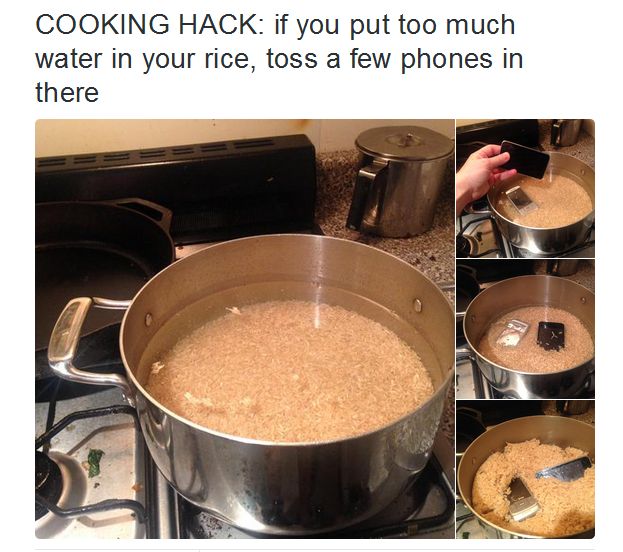 COOKING HACK: if you put too much
water in your rice, toss a few phones in
there